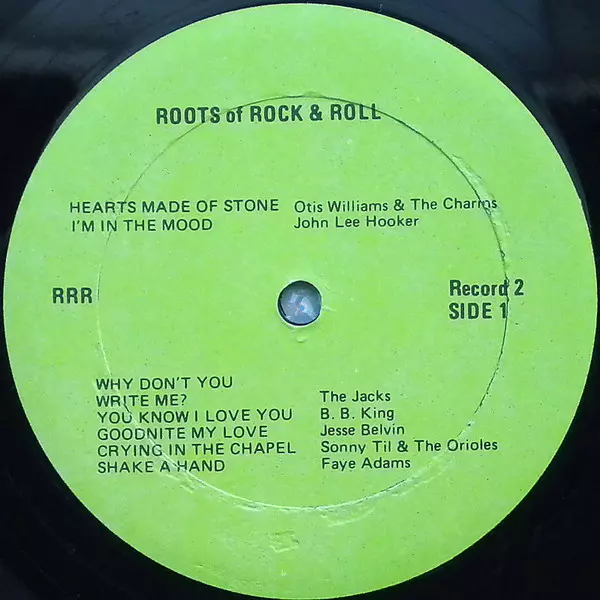 ROOTS of ROCK & ROLL
HEARTS MADE OF STONE Otis Williams & The Charms
I'M IN THE MOOD John Lee Hooker
RRR
Record 2
SIDE 1
WHY DON'T YOU
WRITE ME? The Jacks
YOU KNOW I LOVE YOU B. B. King
GOODNITE MY LOVE Jesse Belvin
CRYING IN THE CHAPEL Sonny Til & The Orioles
SHAKE A HAND Faye Adams